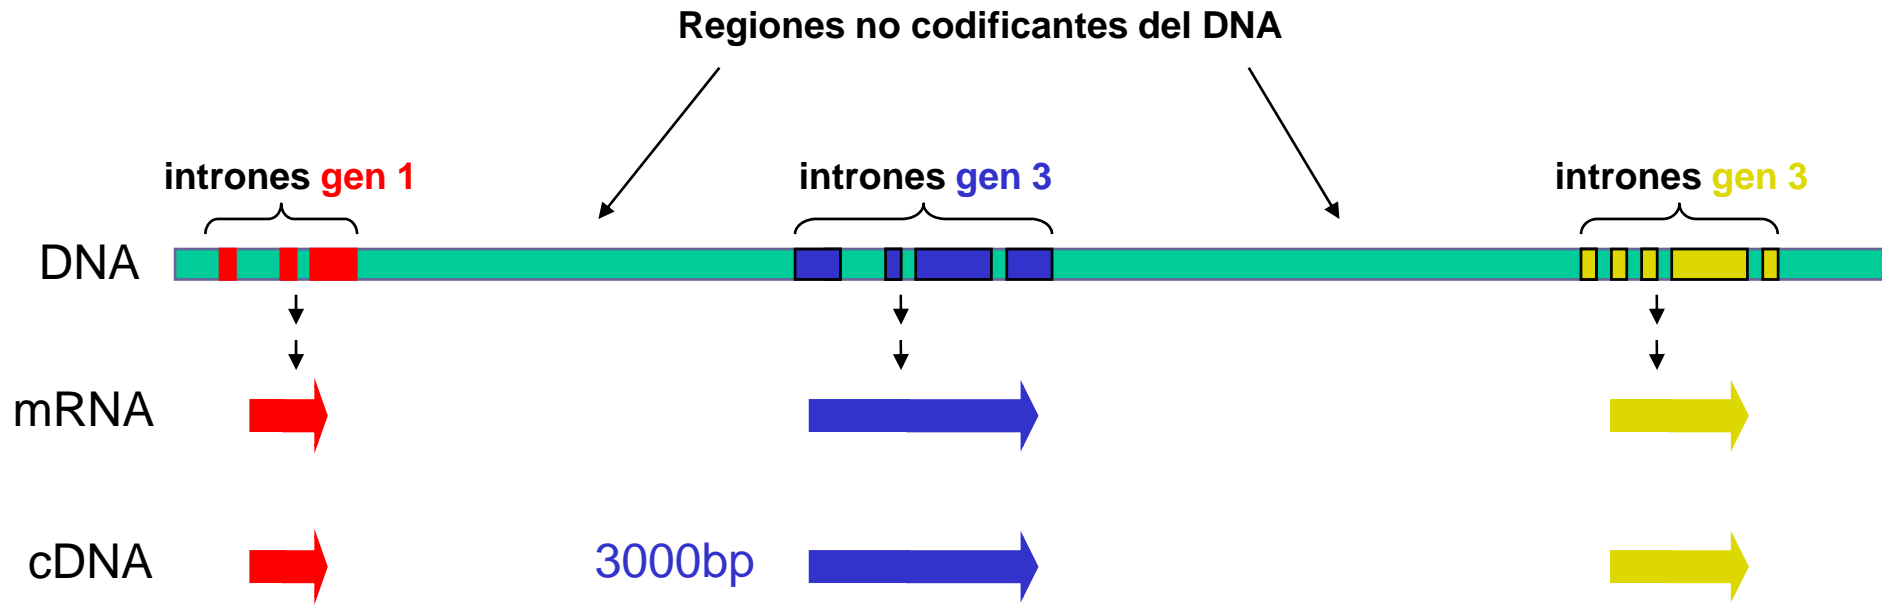 Regiones no codificantes del DNA
intrones gen 1
intrones gen 3
intrones gen 3
DNA
mRNA
cDNA
3000bp